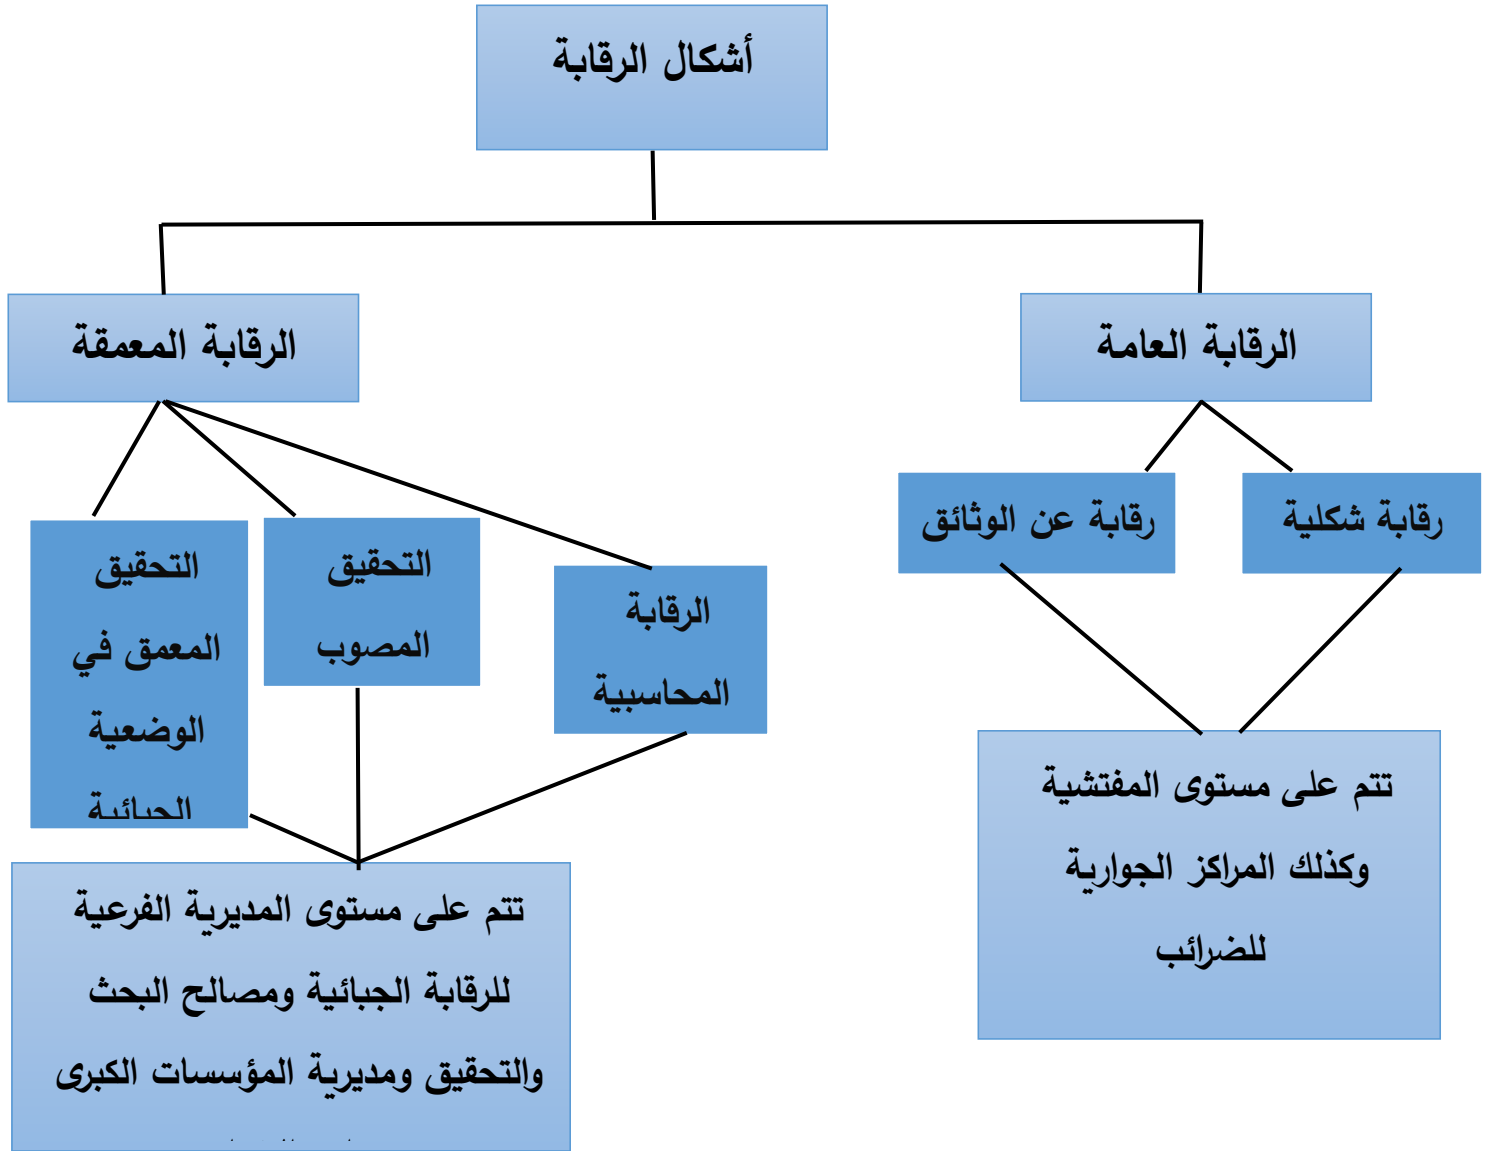 أشكال الرقابة
الرقابة العامة
الرقابة المعمقة
رقابة شكلية
رقابة عن الوثائق
الرقابة
المحاسبية
التحقيق
المصوب
التحقيق
المعمق في
الوضعية
الجبائية
تتم على مستوى المفتشية
وكذلك المراكز الجوارية
للضرائب
تتم على مستوى المديرية الفرعية
للرقابة الجبائية ومصالح البحث
والتحقيق ومديرية المؤسسات الكبرى